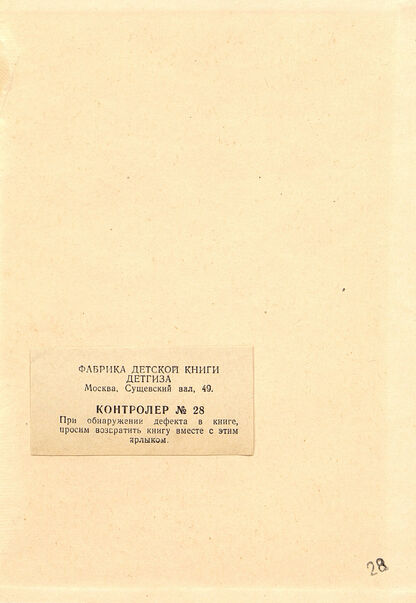 ФАБРИКА ДЕТСКОЙ КНИГИ
ДЕТГИЗА
Москва, Сущевский вал, 49.
КОНТРОЛЕР № 28
При обнаружении дефекта в книге,
просим возвратить книгу вместе с этим
ярлыком.
28